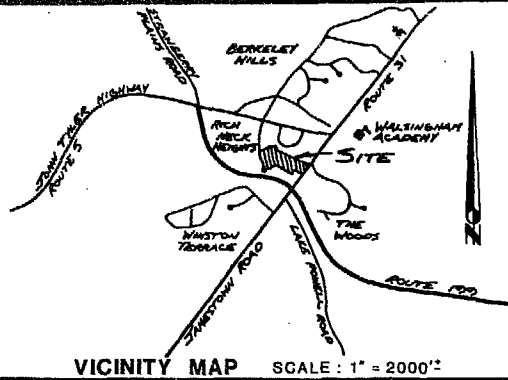 STRAWBERRY
PLAINS ROAD
BERKELEY
HILLS
ROUTE 31
JOHN TYLER HIGHWAY
ROUTE 5
RICH
NECK
HEIGHTS
WALSINGHAM
ACADEMY
SITE
WINSTON
TERRACE
THE
WOODS
JAMESTOWN ROAD
LAKE POWELL
ROAD
ROUTE 199
VICINITY MAP SCALE : 1" = 2000'±